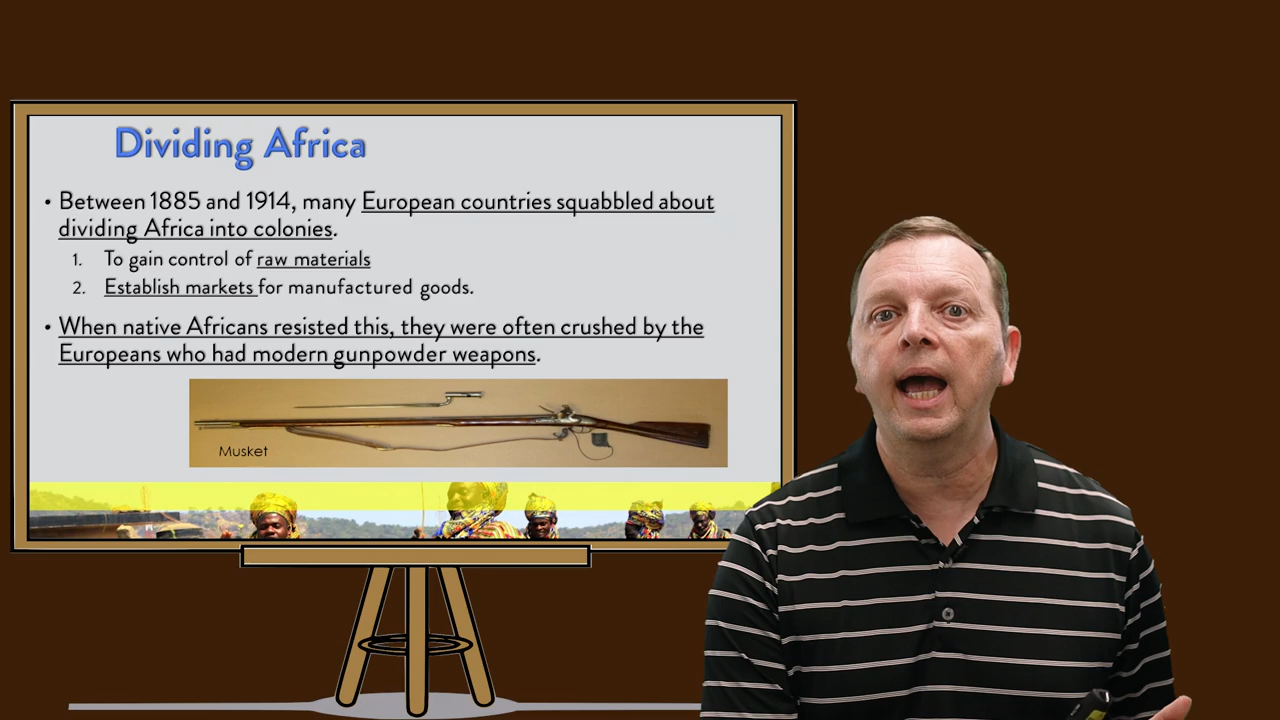 Dividing Africa
• Between 1885 and 1914, many European countries squabbled about
dividing Africa into colonies.
1. To gain control of raw materials
2. Establish markets for manufactured goods.
• When native Africans resisted this, they were often crushed by the
Europeans who had modern gunpowder weapons.
Musket